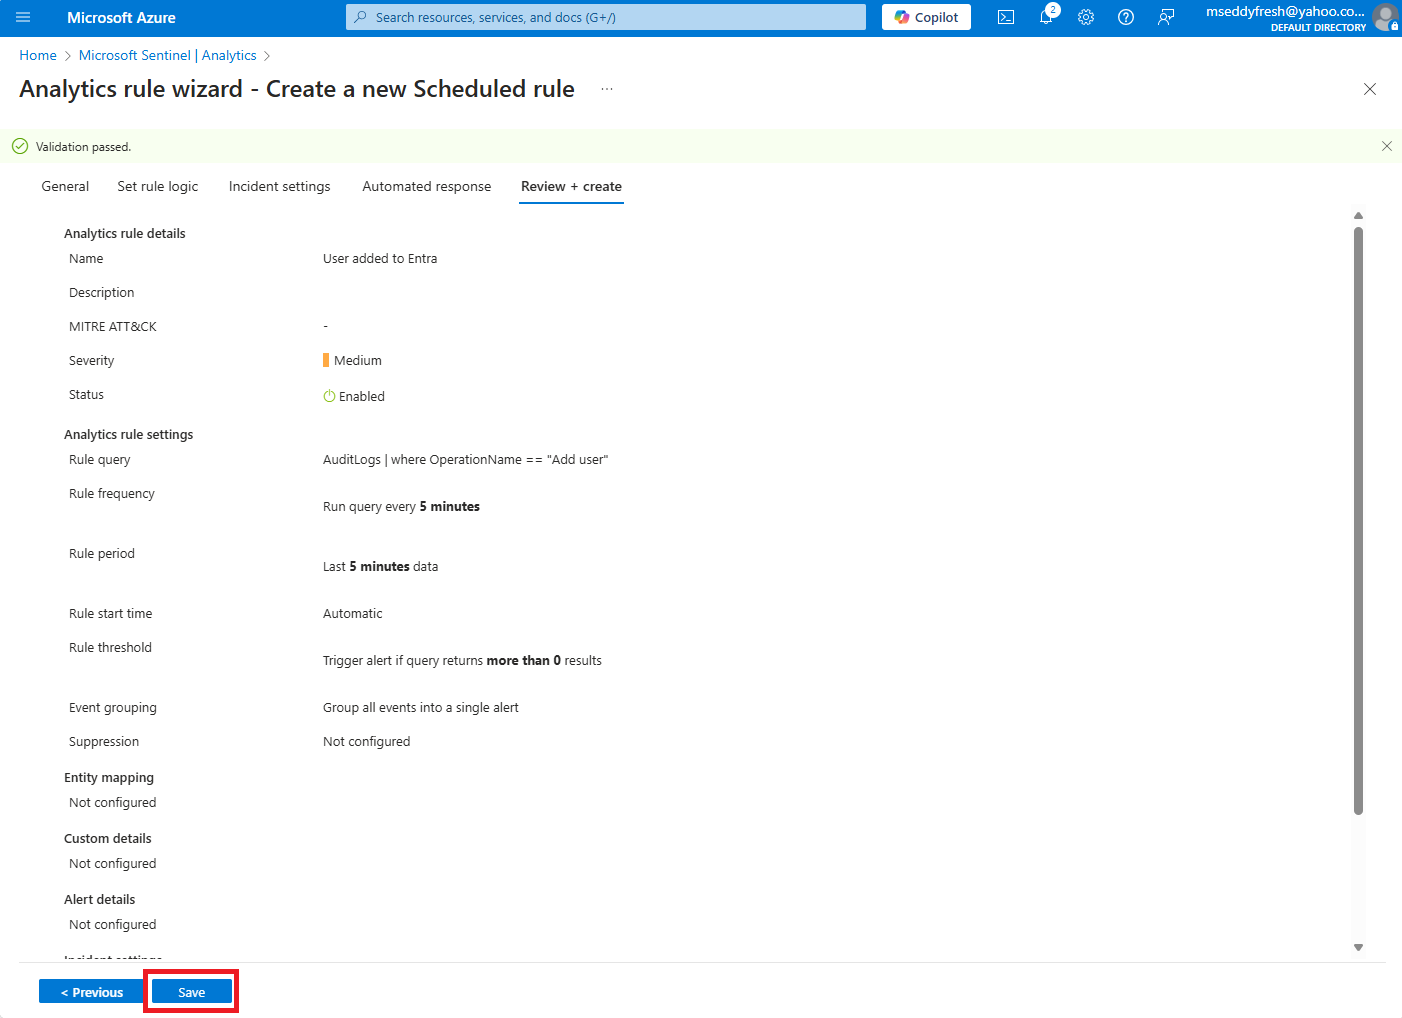 Microsoft Azure
Search resources, services, and docs (G+/)
Copilot
2
mseddyfresh@yahoo.co...
DEFAULT DIRECTORY
Home > Microsoft Sentinel | Analytics >
Analytics rule wizard - Create a new Scheduled rule ...
Validation passed.
General Set rule logic Incident settings Automated response Review + create
Analytics rule details
Name User added to Entra
Description
MITRE ATT&CK -
Severity Medium
Status Enabled
Analytics rule settings
Rule query AuditLogs | where OperationName == "Add user"
Rule frequency
Run query every 5 minutes
Rule period
Last 5 minutes data
Rule start time Automatic
Rule threshold
Trigger alert if query returns more than 0 results
Event grouping Group all events into a single alert
Suppression Not configured
Entity mapping
Not configured
Custom details
Not configured
Alert details
Not configured
Incident settings
< Previous Save